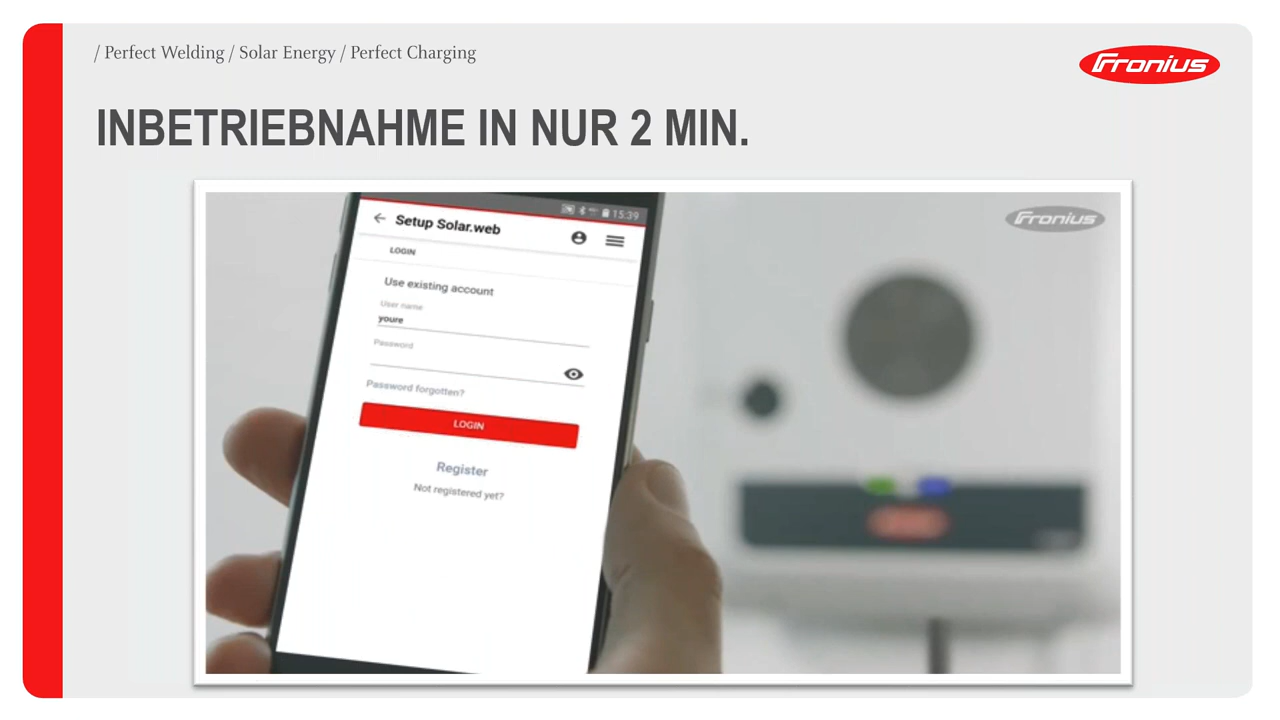 / Perfect Welding / Solar Energy / Perfect Charging
Fronius
INBETRIEBNAHME IN NUR 2 MIN.
15:39
Setup Solar.web
Fronius
LOGIN
Use existing account
User name
youre
Password
Password forgotten?
LOGIN
Register
Not registered yet?